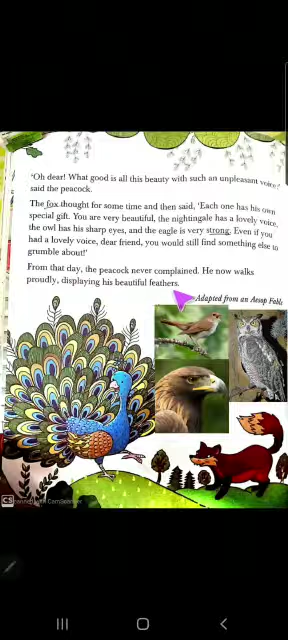 'Oh dear! What good is all this beauty with such an unpleasant voice!'
said the peacock.
The fox thought for some time and then said, 'Each one has his own
special gift. You are very beautiful, the nightingale has a lovely voice,
the owl has his sharp eyes, and the eagle is very strong. Even if you
had a lovely voice, dear friend, you would still find something else to
grumble about!'
From that day, the peacock never complained. He now walks
proudly, displaying his beautiful feathers.
Adapted from an Aesop Fable
CS
Scanned with CamScanner